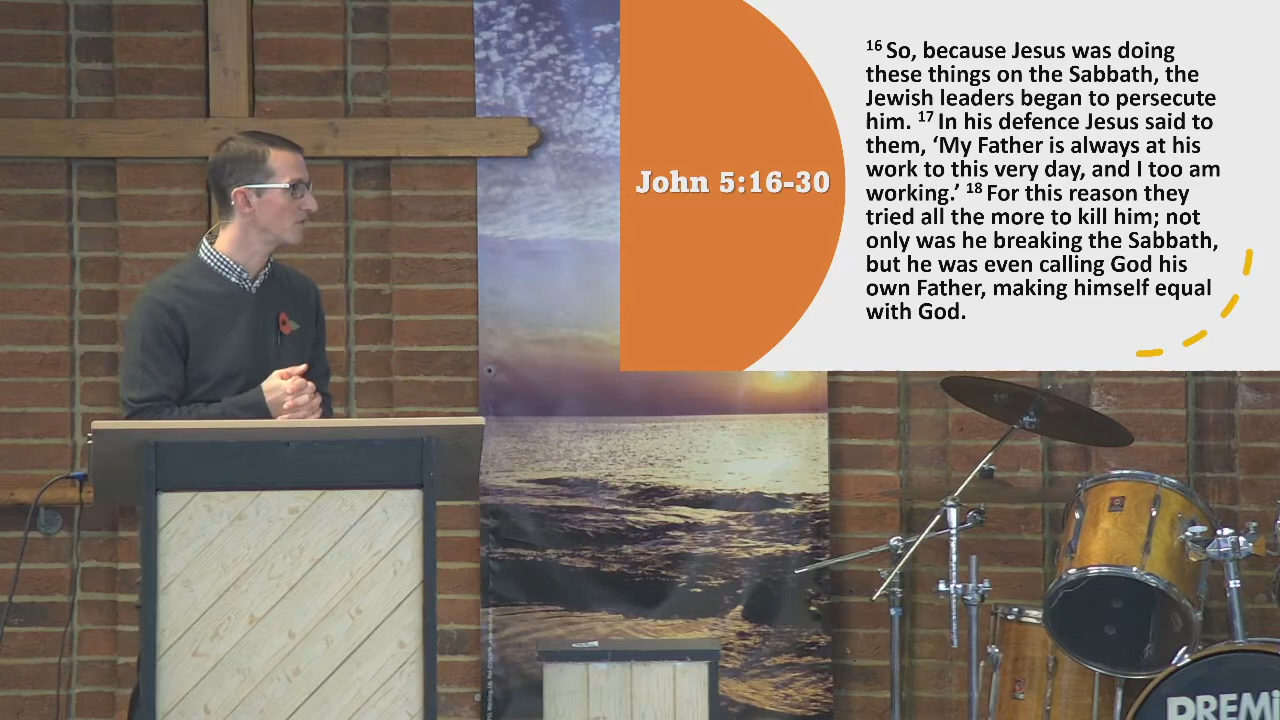 John 5:16-30
16 So, because Jesus was doing
these things on the Sabbath, the
Jewish leaders began to persecute
him. 17 In his defence Jesus said to
them, ‘My Father is always at his
work to this very day, and I too am
working.’ 18 For this reason they
tried all the more to kill him; not
only was he breaking the Sabbath,
but he was even calling God his
own Father, making himself equal
with God.
PREMI